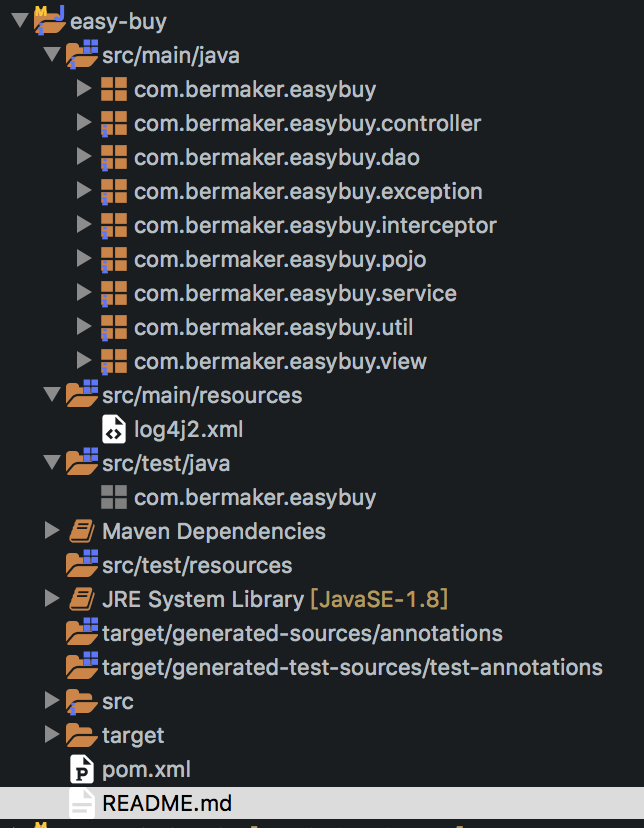 easy-buy
src/main/java
com.bermaker.easybuy
com.bermaker.easybuy.controller
com.bermaker.easybuy.dao
com.bermaker.easybuy.exception
com.bermaker.easybuy.interceptor
com.bermaker.easybuy.pojo
com.bermaker.easybuy.service
com.bermaker.easybuy.util
com.bermaker.easybuy.view
src/main/resources
log4j2.xml
src/test/java
com.bermaker.easybuy
Maven Dependencies
src/test/resources
JRE System Library [JavaSE-1.8]
target/generated-sources/annotations
target/generated-test-sources/test-annotations
src
target
pom.xml
README.md